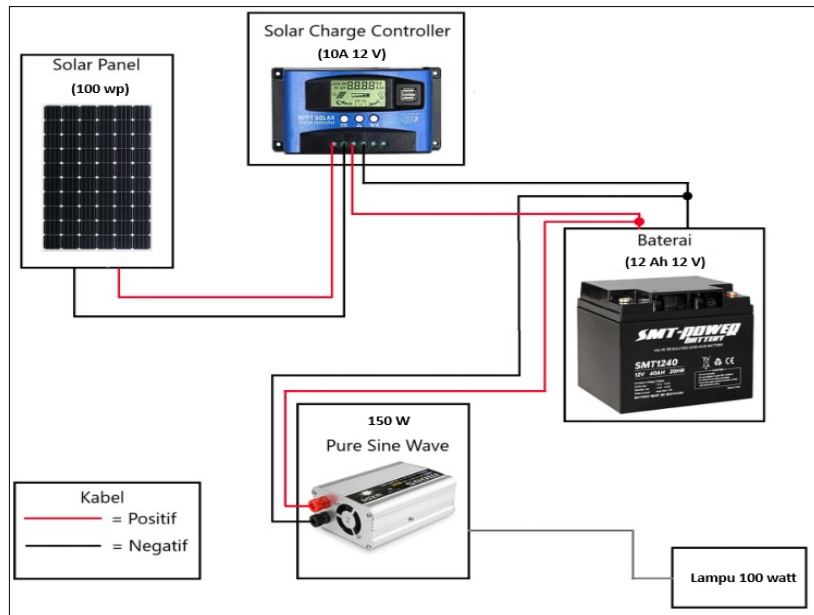 Solar Charge Controller
(10A 12 V)
Solar Panel
(100 wp)
MPPT SOLAR
Baterai
(12 Ah 12 V)
SMT-POWER
BATTERY
SMT1240
12V 40AH 20HR
150 W
Pure Sine Wave
Kabel
= Positif
= Negatif
Lampu 100 watt